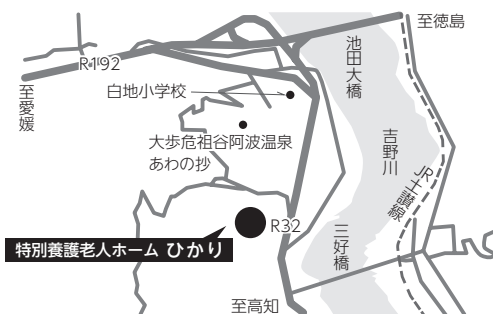 至徳島
R192
池田大橋
至愛媛
白地小学校
大歩危祖谷阿波温泉
あわの抄
吉野川
JR土讃線
R32
三好橋
特別養護老人ホーム ひかり
至高知